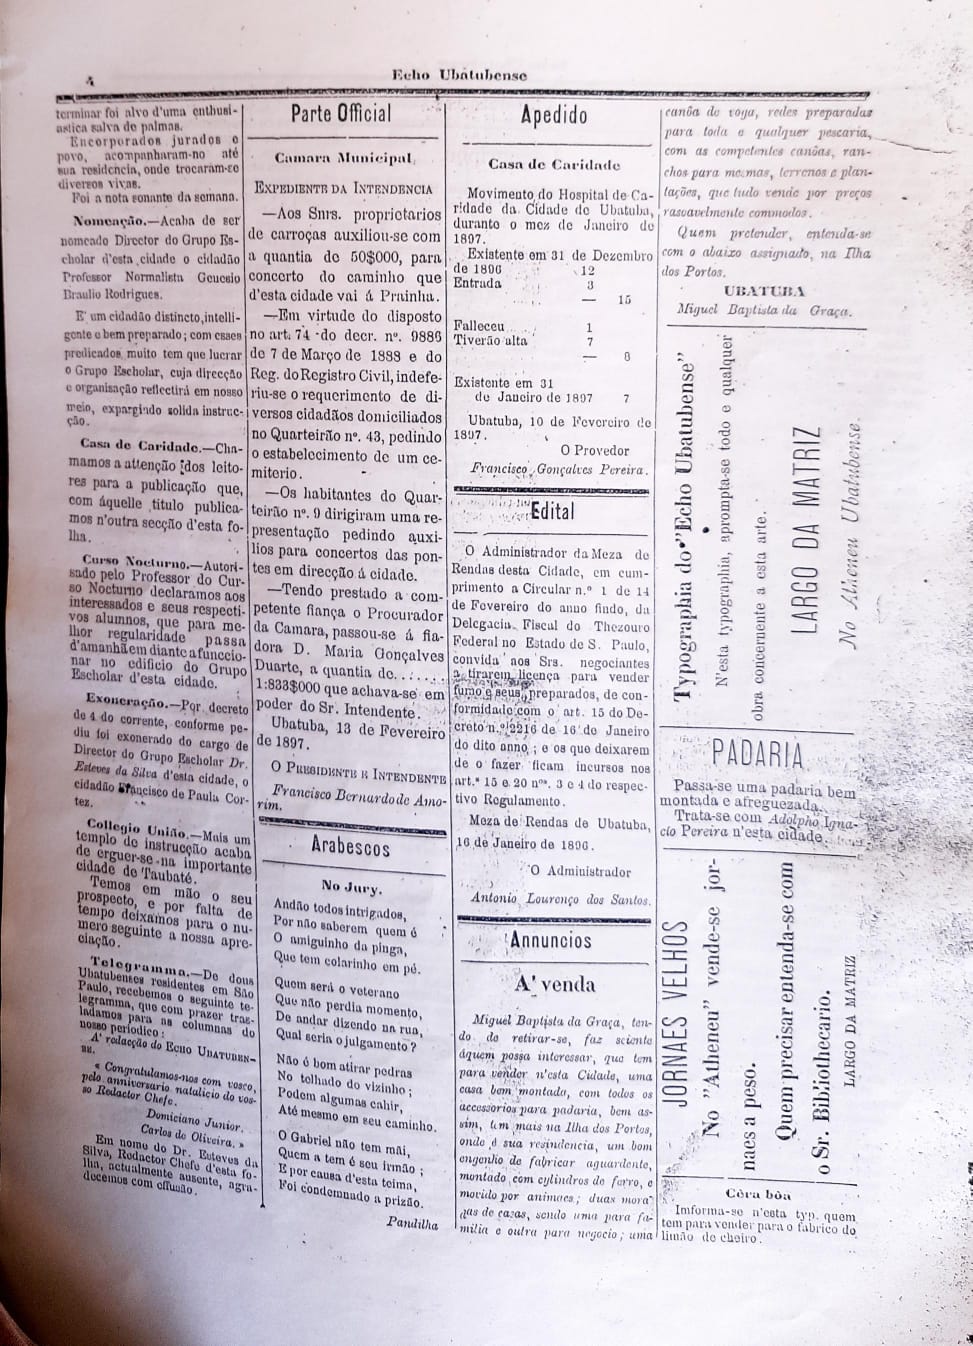 4
Echo Ubatubense
terminar foi alvo d'uma enthusi-
astica salva de palmas.
Encorporados jurados e
povo, acompanharam-no até
sua residencia, onde trocaram-se
diversos vivas.
Foi a nota sonante da semana.
Nomeação.—Acaba de ser
nomeado Director do Grupo Es-
cholar d'esta cidade o cidadão
Professor Normalista Genesio
Braulio Rodrigues.
E' um cidadão distincto, intelli-
gente e bem preparado; com esses
predicados muito tem que lucrar
o Grupo Escholar, cuja direcção
e organisação reflectirá em nosso
meio, expargindo solida instruc-
ção.
Casa de Caridade.—Cha-
mamos a attenção dos leito-
res para a publicação que,
com áquelle titulo publica-
mos n'outra secção d'esta fo-
lha.
Curso Nocturno.—Autori-
sado pelo Professor do Cur-
so Nocturno declaramos aos
interessados e seus respecti-
vos alumnos, que para me-
lhor regularidade passa
d'amanhã em diante a funccio-
nar no edificio do Grupo
Escholar d'esta cidade.
Exoneração.—Por decreto
de 4 do corrente, conforme pe-
diu foi exonerado do cargo de
Director do Grupo Escholar Dr.
Esteves da Silva d'esta cidade, o
cidadão Francisco de Paula Cor-
tez.
Collegio União.—Mais um
templo de instrucção acaba
de erguer-se na importante
cidade de Taubaté.
Temos em mão o seu
prospecto, e por falta de
tempo deixamos para o nu-
mero seguinte a nossa apre-
ciação.
Telegramma.—De dous
Ubatubenses residentes em São
Paulo, recebemos o seguinte te-
legramma, que com prazer tras-
ladamos para as columnas do
nosso periodico:
A' redacção do Echo Ubatuben-
se.
« Congratulamos-nos com vosco,
pelo anniversario natalicio do vos-
so Redactor Chefe.
Domiciano Junior.
Carlos de Oliveira. »
Em nome do Dr. Esteves da
Silva, Redactor Chefe d'esta fo-
lha, actualmente ausente, agra-
decemos com effusão.
Parte Official
Camara Municipal
Expediente da Intendencia
—Aos Snrs. proprietarios
de carroças auxiliou-se com
a quantia de 50$000, para
concerto do caminho que
d'esta cidade vai á Prainha.
—Em virtude do disposto
no art. 74 do decr. nº. 9886
de 7 de Março de 1888 e do
Reg. do Registro Civil, indefe-
riu-se o requerimento de di-
versos cidadãos domiciliados
no Quarteirão nº. 43, pedindo
o estabelecimento de um ce-
miterio.
—Os habitantes do Quar-
teirão nº. 9 dirigiram uma re-
presentação pedindo auxi-
lios para concertos das pon-
tes em direcção á cidade.
—Tendo prestado a com-
petente fiança o Procurador
da Camara, passou-se á fia-
dora D. Maria Gonçalves
Duarte, a quantia de.......
1:833$000 que achava-se em
poder do Sr. Intendente.
Ubatuba, 13 de Fevereiro
de 1897.
O Presidente e Intendente
Francisco Bernardo de Amo-
rim.
Arabescos
No Jury.
Andão todos intrigados,
Por não saberem quem é
O amiguinho da pinga,
Que tem colarinho em pé.
Quem será o veterano
Que não perdia momento,
De andar dizendo na rua,
Qual seria o julgamento?
Não é bom atirar pedras
No telhado do vizinho;
Podem algumas cahir,
Até mesmo em seu caminho.
O Gabriel não tem mãi,
Quem a tem é seu irmão;
E por causa d'esta teima,
Foi condemnado a prizão.
Pandilha
Apedido
Casa de Caridade
Movimento do Hospital de Ca-
ridade da Cidade de Ubatuba,
durante o mez de Janeiro de
1897.
Existente em 31 de Dezembro
de 1896 12
Entrada 3
— 15
Falleceu 1
Tiverão alta 7
— 8
Existente em 31
de Janeiro de 1897 7
Ubatuba, 10 de Fevereiro de
1897.
O Provedor
Francisco Gonçalves Pereira.
Edital
O Administrador da Meza de
Rendas desta Cidade, em cum-
primento a Circular n.º 1 de 14
de Fevereiro do anno findo, da
Delegacia Fiscal do Thezouro
Federal no Estado de S. Paulo,
convida aos Srs. negociantes
a tirarem licença para vender
fumo e seus preparados, de con-
formidade com o art. 15 do De-
creto n.º 2216 de 16 de Janeiro
do dito anno; e os que deixarem
de o fazer ficam incursos nos
art.ª 15 e 20 nºs. 3 e 4 do respec-
tivo Regulamento.
Meza de Rendas de Ubatuba,
16 de Janeiro de 1896.
O Administrador
Antonio Lourenço dos Santos.
Annuncios
A' venda
Miguel Baptista da Graça, ten-
do de retirar-se, faz sciente
áquem possa interessar, que tem
para vender n'esta Cidade, uma
casa bem montada, com todos os
accessorios para padaria, bem as-
sim, um mais na Ilha dos Portos,
onde é sua resindencia, um bom
engenho de fabricar aguardente,
montado com cylindros de ferro, e
movido por animaes; duas mora-
das de cazas, sendo uma para fa-
milia e outra para negocio; uma
canôa de voga, redes preparadas
para toda e qualquer pescaria,
com as competentes canôas, ran-
chos para mesmas, terrenos e plan-
tações, que tudo vende por preços
rasoavelmente commodos.
Quem pretender, entenda-se
com o abaixo assignado, na Ilha
dos Portos.
UBATUBA
Miguel Baptista da Graça.
Typographia do "Echo Ubatubense"
N'esta typographia, aprompta-se todo e qualquer
obra concernente a esta arte.
LARGO DA MATRIZ
No Atheneu Ubatubense.
PADARIA
Passa-se uma padaria bem
montada e afreguezada.
Trata-se com Adolpho Igna-
cio Pereira n'esta cidade.
JORNAES VELHOS
No "Atheneu" vende-se jor-
naes a peso.
Quem precisar entenda-se com
o Sr. Bibliothecario.
LARGO DA MATRIZ
Cêra bôa
Imforma-se n'esta typ. quem
tem para vender para o fabrico do
limão de cheiro.